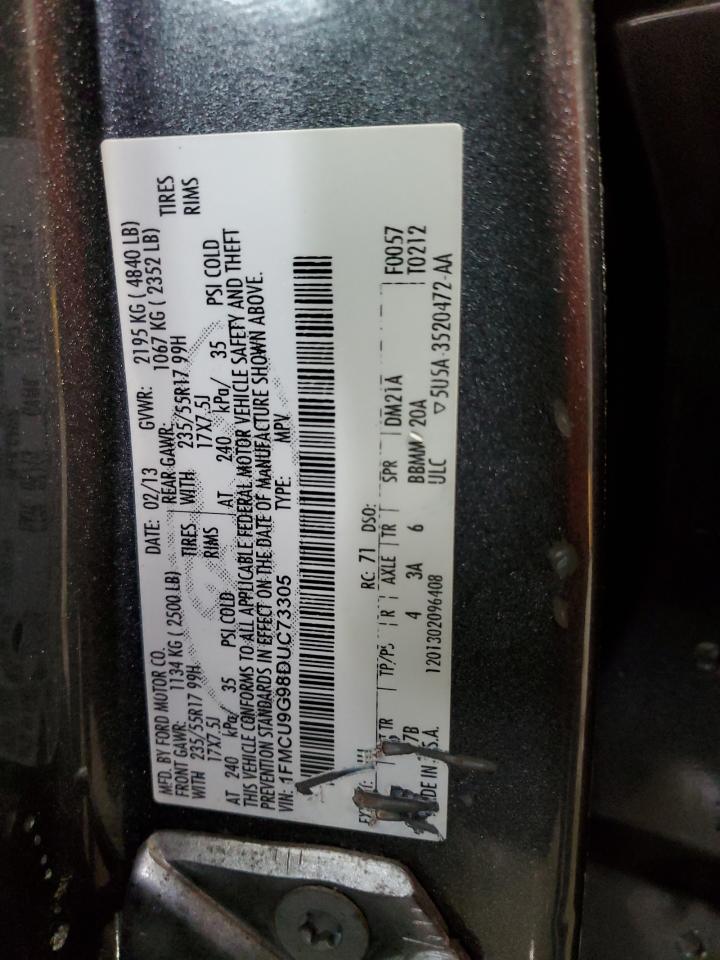 MFD. BY FORD MOTOR CO.
DATE: 02/13 GVWR: 2195 KG ( 4840 LB)
FRONT GAWR: 1134 KG ( 2500 LB) REAR GAWR: 1067 KG ( 2352 LB)
WITH 235/55R17 99H TIRES WITH 235/55R17 99H TIRES
17X7.5J RIMS 17X7.5J RIMS
AT 240 kPa/ 35 PSI COLD AT 240 kPa/ 35 PSI COLD
THIS VEHICLE CONFORMS TO ALL APPLICABLE FEDERAL MOTOR VEHICLE SAFETY AND THEFT
PREVENTION STANDARDS IN EFFECT ON THE DATE OF MANUFACTURE SHOWN ABOVE.
VIN: 1FMCU9G98DUC73305 TYPE: MPV
RC: 71 DSO: F0057
T0212
TR TP/PS R AXLE TR SPR DM21A
7B 4 3A 6 BBMM 20A
1201302096408 ULC ▽5U5A-3520472-AA